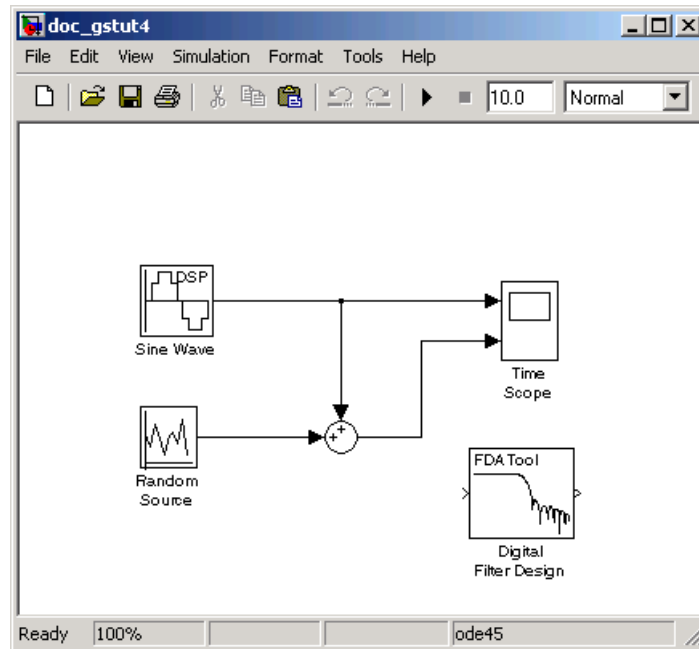 doc_gstut4
File Edit View Simulation Format Tools Help
10.0 Normal
DSP
Sine Wave
Time
Scope
++
Random
Source
FDATool
Digital
Filter Design
Ready 100% ode45